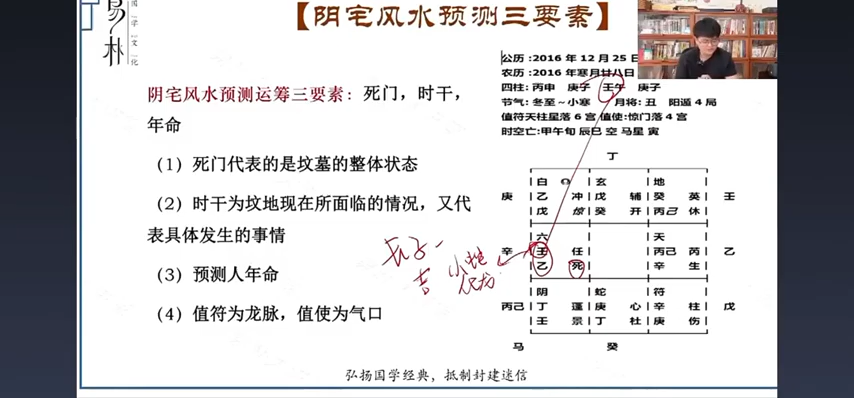 易林
国学文化
【阴宅风水预测三要素】
阴宅风水预测运筹三要素：死门，时干，
年命
（1）死门代表的是坟墓的整体状态
（2）时干为坟地现在所面临的情况，又代
表具体发生的事情
（3）预测人年命
（4）值符为龙脉，值使为气口
公历:2016 年 12 月 25 日
农历:2016 年寒月廿八日
四柱: 丙申 庚子 壬午 庚子
节气: 冬至～小寒 月将: 丑 阳遁 4 局
值符天柱星落 6 宫 值使:惊门落 4 宫
时空亡:甲午旬 辰巳 空 马星 寅
丁
白 玄 地
庚 乙 冲 戊 辅 癸 英 壬
戊 惊 癸 开 丙己 休
六 天
辛 壬 任 丙己 芮 乙
乙 死 辛 生
阴 蛇 符
丙己 丁 蓬 庚 心 辛 柱 戊
壬 景 丁 杜 庚 伤
马 癸
长子一
吉
弘扬国学经典，抵制封建迷信